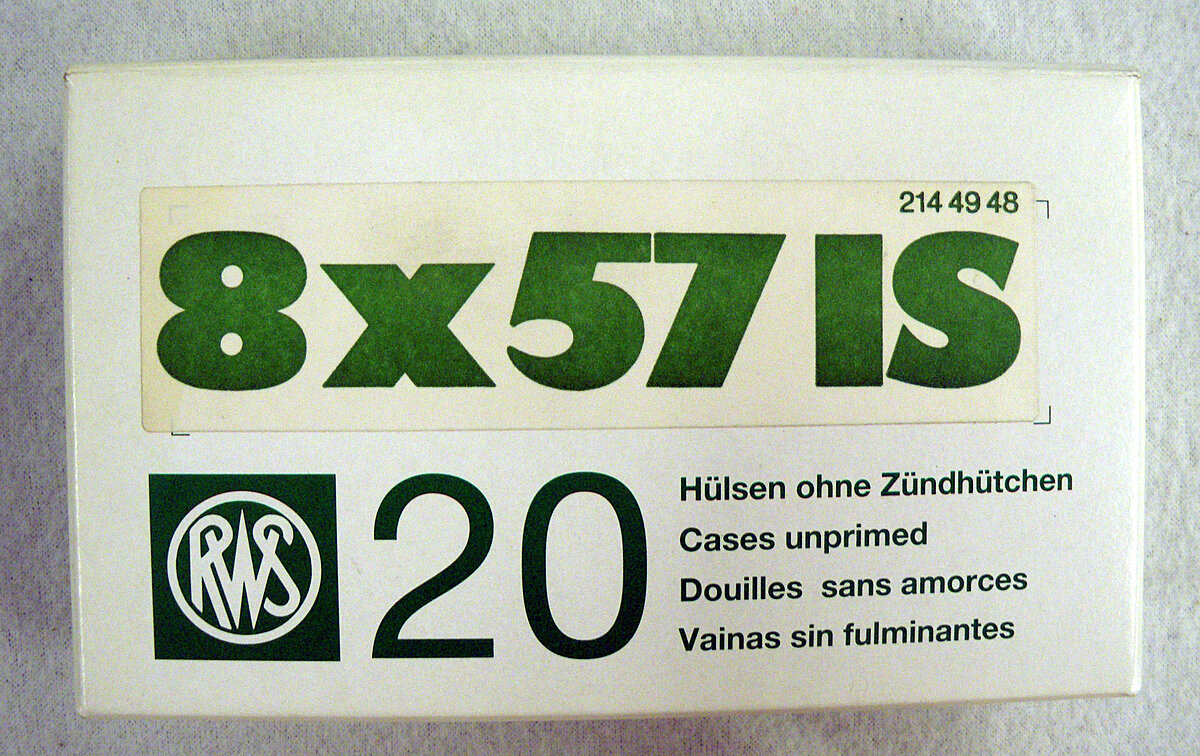 214 49 48
8x57 IS
RWS
20
Hülsen ohne Zündhütchen
Cases unprimed
Douilles sans amorces
Vainas sin fulminantes